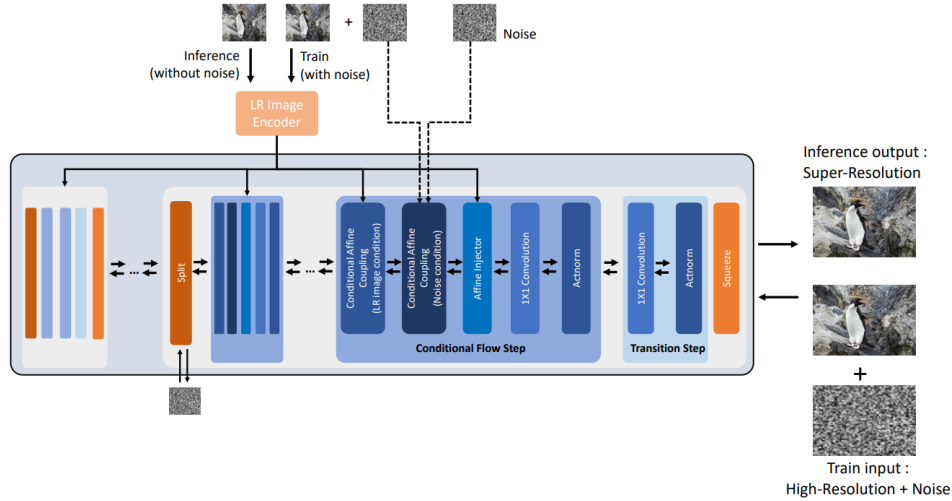 +
Noise
Inference
(without noise)
Train
(with noise)
LR Image
Encoder
Inference output :
Super-Resolution
...
Split
...
Conditional Affine
Coupling
(LR image condition)
Conditional Affine
Coupling
(Noise condition)
Affine Injector
1X1 Convolution
Actnorm
1X1 Convolution
Actnorm
Squeeze
Conditional Flow Step
Transition Step
+
Train input :
High-Resolution + Noise